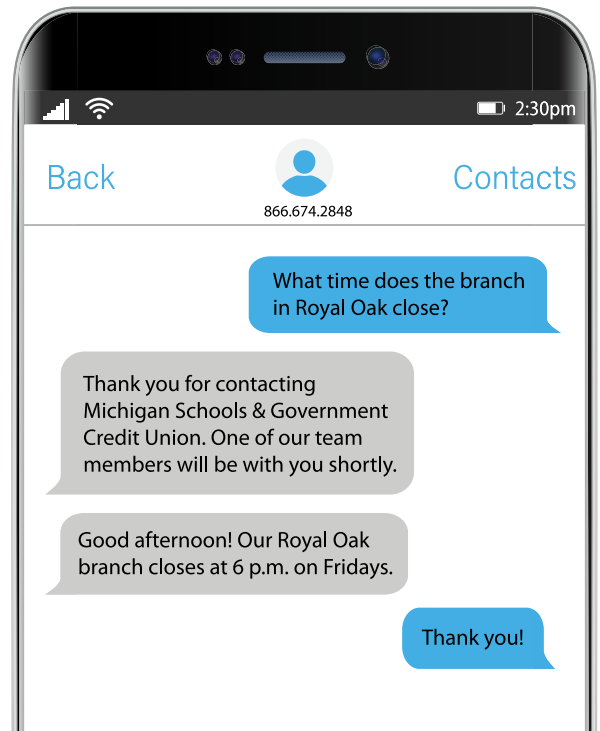 2:30pm
Back
Contacts
866.674.2848
What time does the branch
in Royal Oak close?
Thank you for contacting
Michigan Schools & Government
Credit Union. One of our team
members will be with you shortly.
Good afternoon! Our Royal Oak
branch closes at 6 p.m. on Fridays.
Thank you!